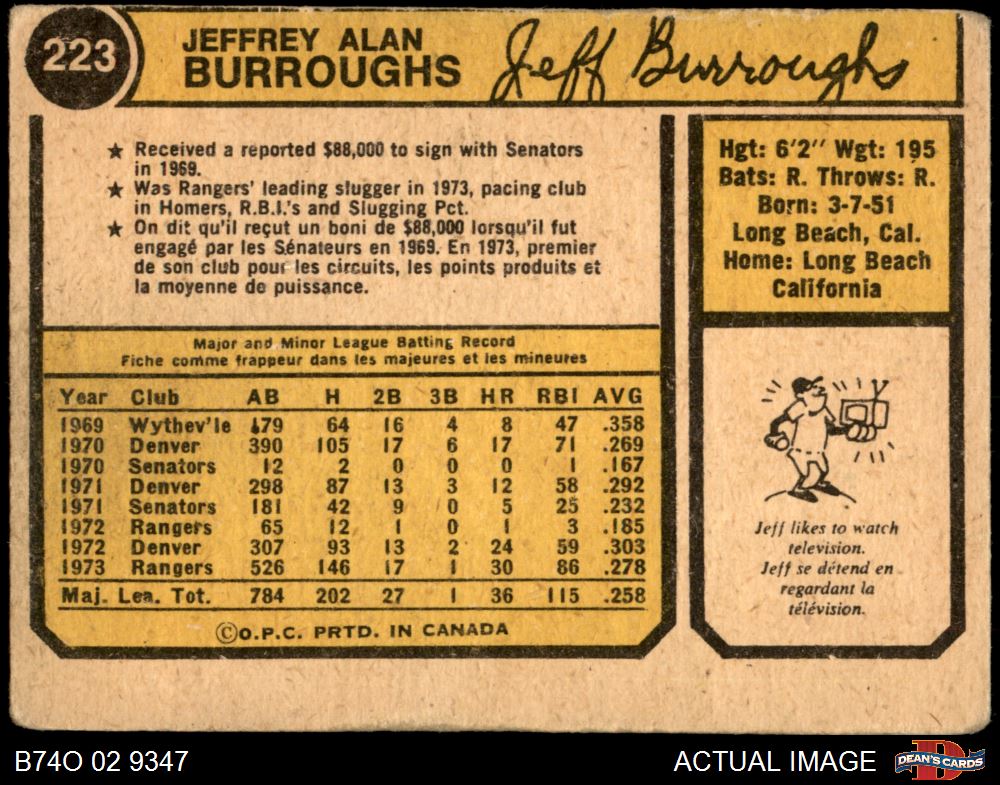 223
JEFFREY ALAN
BURROUGHS
Jeff Burroughs
★ Received a reported $88,000 to sign with Senators
in 1969.
★ Was Rangers' leading slugger in 1973, pacing club
in Homers, R.B.I.'s and Slugging Pct.
★ On dit qu'il reçut un boni de $88,000 lorsqu'il fut
engagé par les Sénateurs en 1969. En 1973, premier
de son club pour les circuits, les points produits et
la moyenne de puissance.
Hgt: 6'2'' Wgt: 195
Bats: R. Throws: R.
Born: 3-7-51
Long Beach, Cal.
Home: Long Beach
California
Major and Minor League Batting Record
Fiche comme frappeur dans les majeures et les mineures
Year Club AB H 2B 3B HR RBI AVG
1969 Wythev'le 179 64 16 4 8 47 .358
1970 Denver 390 105 17 6 17 71 .269
1970 Senators 12 2 0 0 0 1 .167
1971 Denver 298 87 13 3 12 58 .292
1971 Senators 181 42 9 0 5 25 .232
1972 Rangers 65 12 1 0 1 3 .185
1972 Denver 307 93 13 2 24 59 .303
1973 Rangers 526 146 17 1 30 86 .278
Maj. Lea. Tot. 784 202 27 1 36 115 .258
©O.P.C. PRTD. IN CANADA
Jeff likes to watch
television.
Jeff se détend en
regardant la
télévision.
B74O 02 9347
ACTUAL IMAGE
DEAN'S CARDS